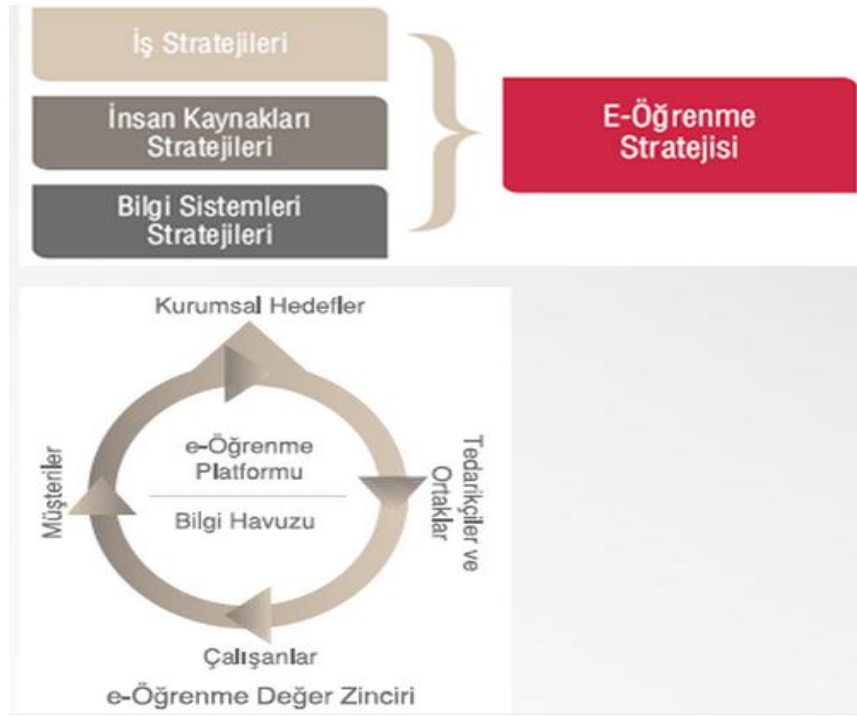 İş Stratejileri
İnsan Kaynakları
Stratejileri
Bilgi Sistemleri
Stratejileri
E-Öğrenme
Stratejisi
Kurumsal Hedefler
e-Öğrenme
Platformu
Bilgi Havuzu
Müşteriler
Tedarikçiler ve
Ortaklar
Çalışanlar
e-Öğrenme Değer Zinciri